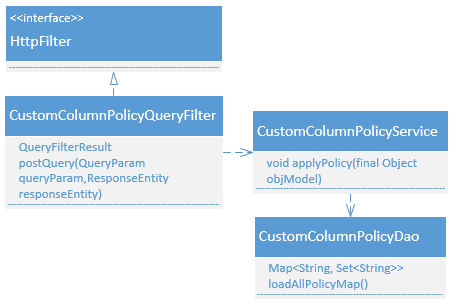 <<interface>>
HttpFilter
CustomColumnPolicyQueryFilter
QueryFilterResult
postQuery(QueryParam
queryParam,ResponseEntity
responseEntity)
CustomColumnPolicyService
void applyPolicy(final Object
objModel)
CustomColumnPolicyDao
Map<String, Set<String>>
loadAllPolicyMap()